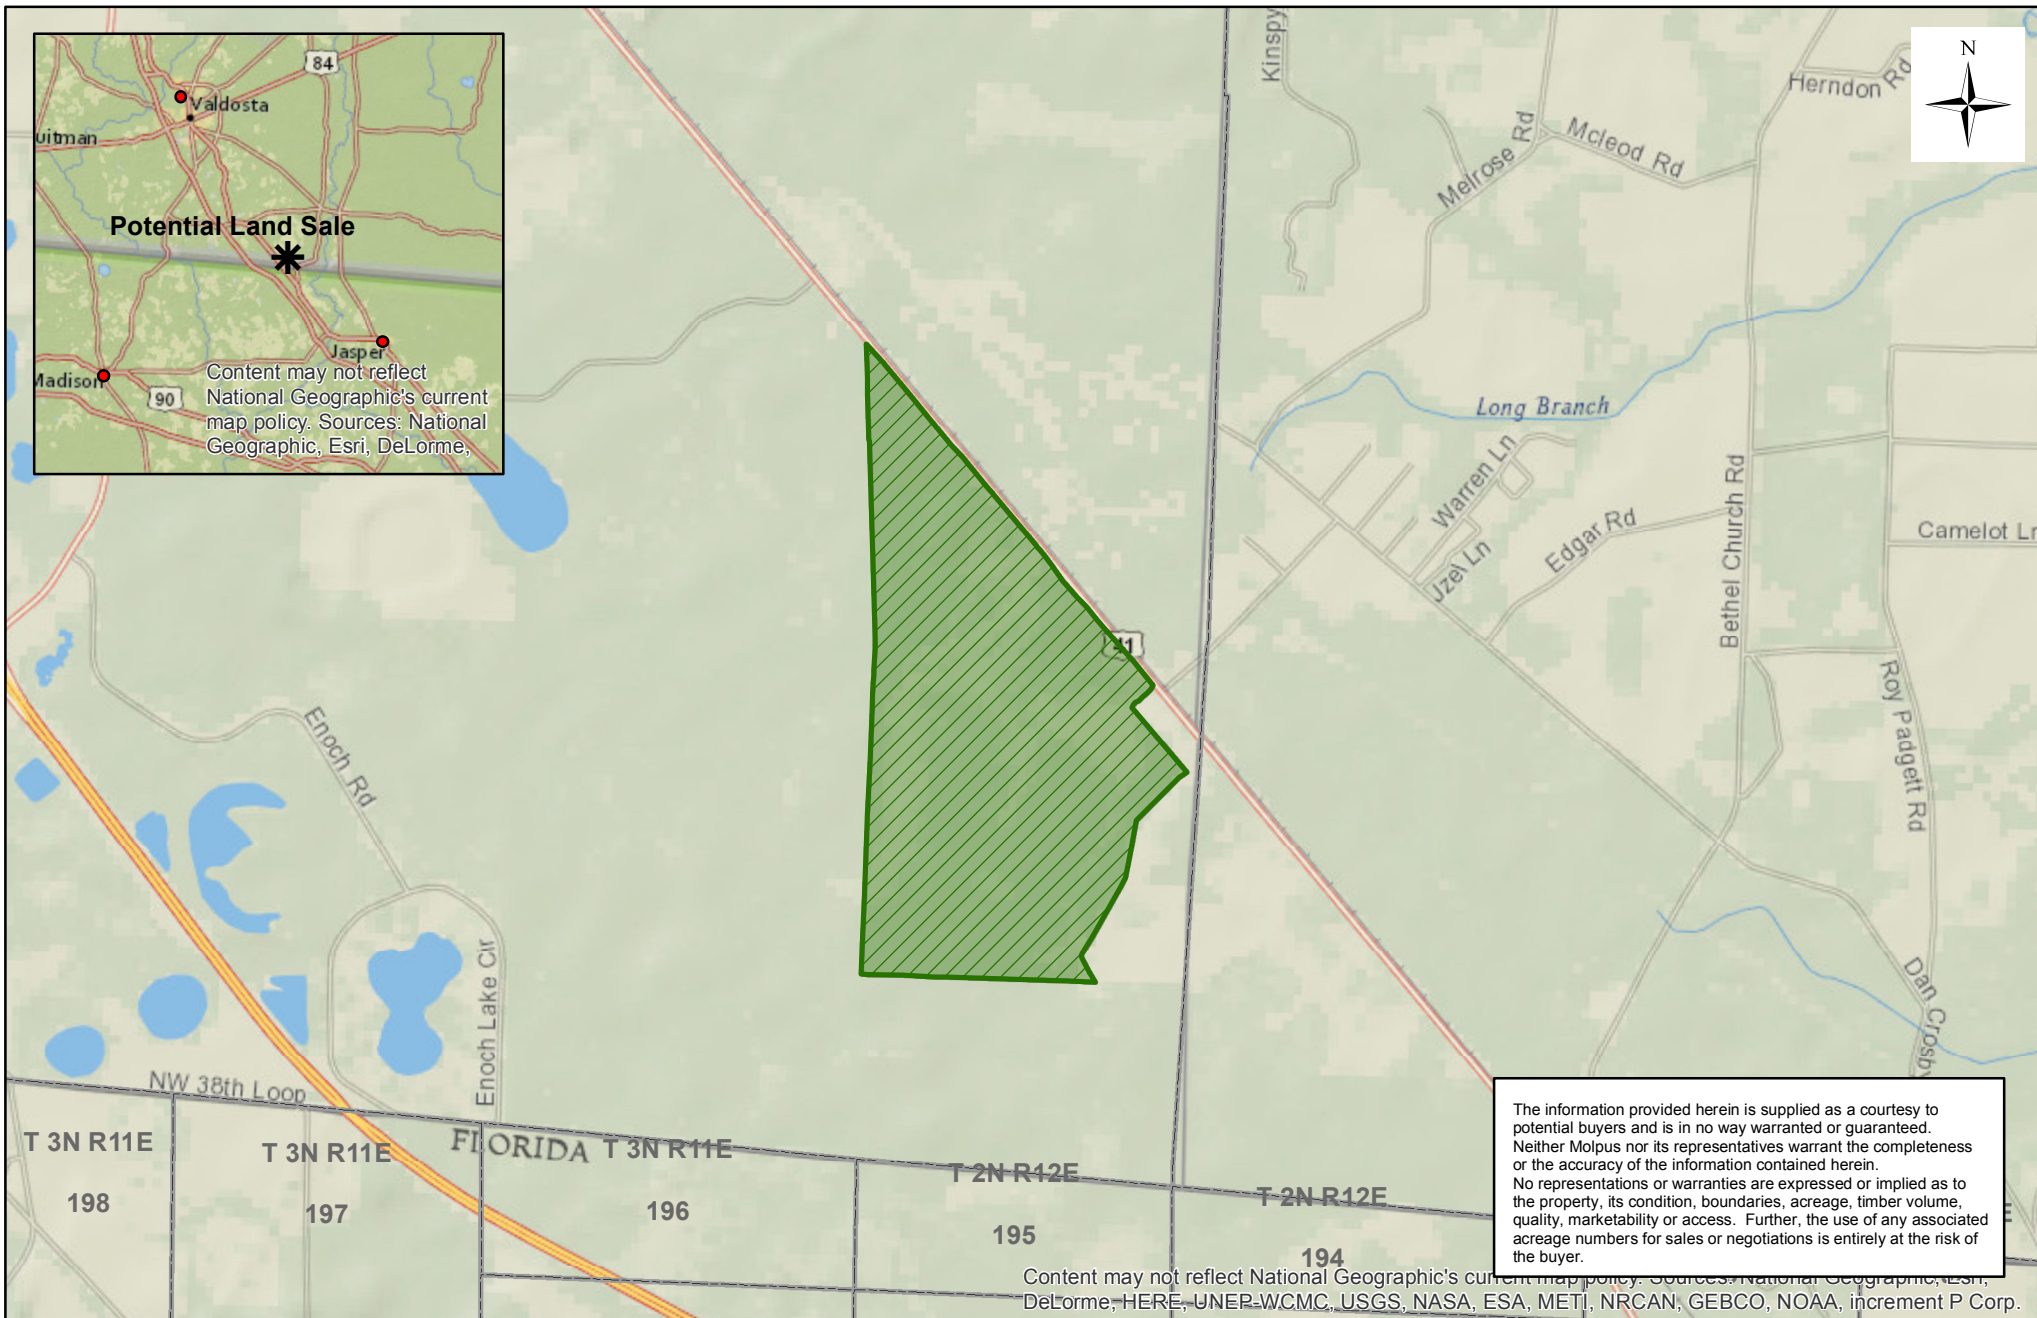 84
Valdosta
uitman
Potential Land Sale
Jasper
Madison
90
Content may not reflect
National Geographic's current
map policy. Sources: National
Geographic, Esri, DeLorme,
N
Kinspy
Herndon Rd
Melrose Rd
Mcleod Rd
Long Branch
Warren Ln
Jzel Ln
Edgar Rd
Bethel Church Rd
Camelot Ln
Roy Padgett Rd
41
Enoch Rd
Enoch Lake Cir
Dan Crosby
NW 38th Loop
FLORIDA
T 3N R11E
198
T 3N R11E
197
T 3N R11E
196
T 2N R12E
195
T 2N R12E
194
E
The information provided herein is supplied as a courtesy to
potential buyers and is in no way warranted or guaranteed.
Neither Molpus nor its representatives warrant the completeness
or the accuracy of the information contained herein.
No representations or warranties are expressed or implied as to
the property, its condition, boundaries, acreage, timber volume,
quality, marketability or access. Further, the use of any associated
acreage numbers for sales or negotiations is entirely at the risk of
the buyer.
Content may not reflect National Geographic's current map policy. Sources: National Geographic, Esri,
DeLorme, HERE, UNEP-WCMC, USGS, NASA, ESA, METI, NRCAN, GEBCO, NOAA, increment P Corp.